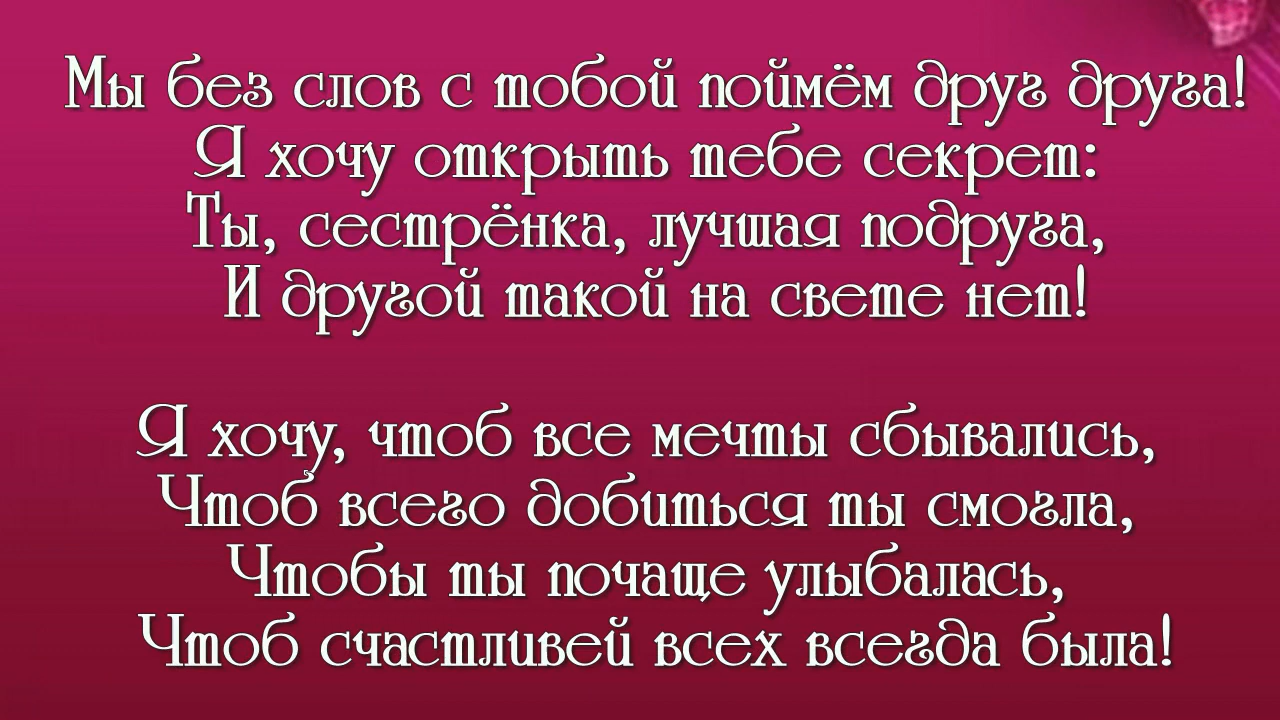 Мы без слов с тобой поймём друг друга!
Я хочу открыть тебе секрет:
Ты, сестрёнка, лучшая подруга,
И другой такой на свете нет!
Я хочу, чтоб все мечты сбывались,
Чтоб всего добиться ты смогла,
Чтобы ты почаще улыбалась,
Чтоб счастливей всех всегда была!